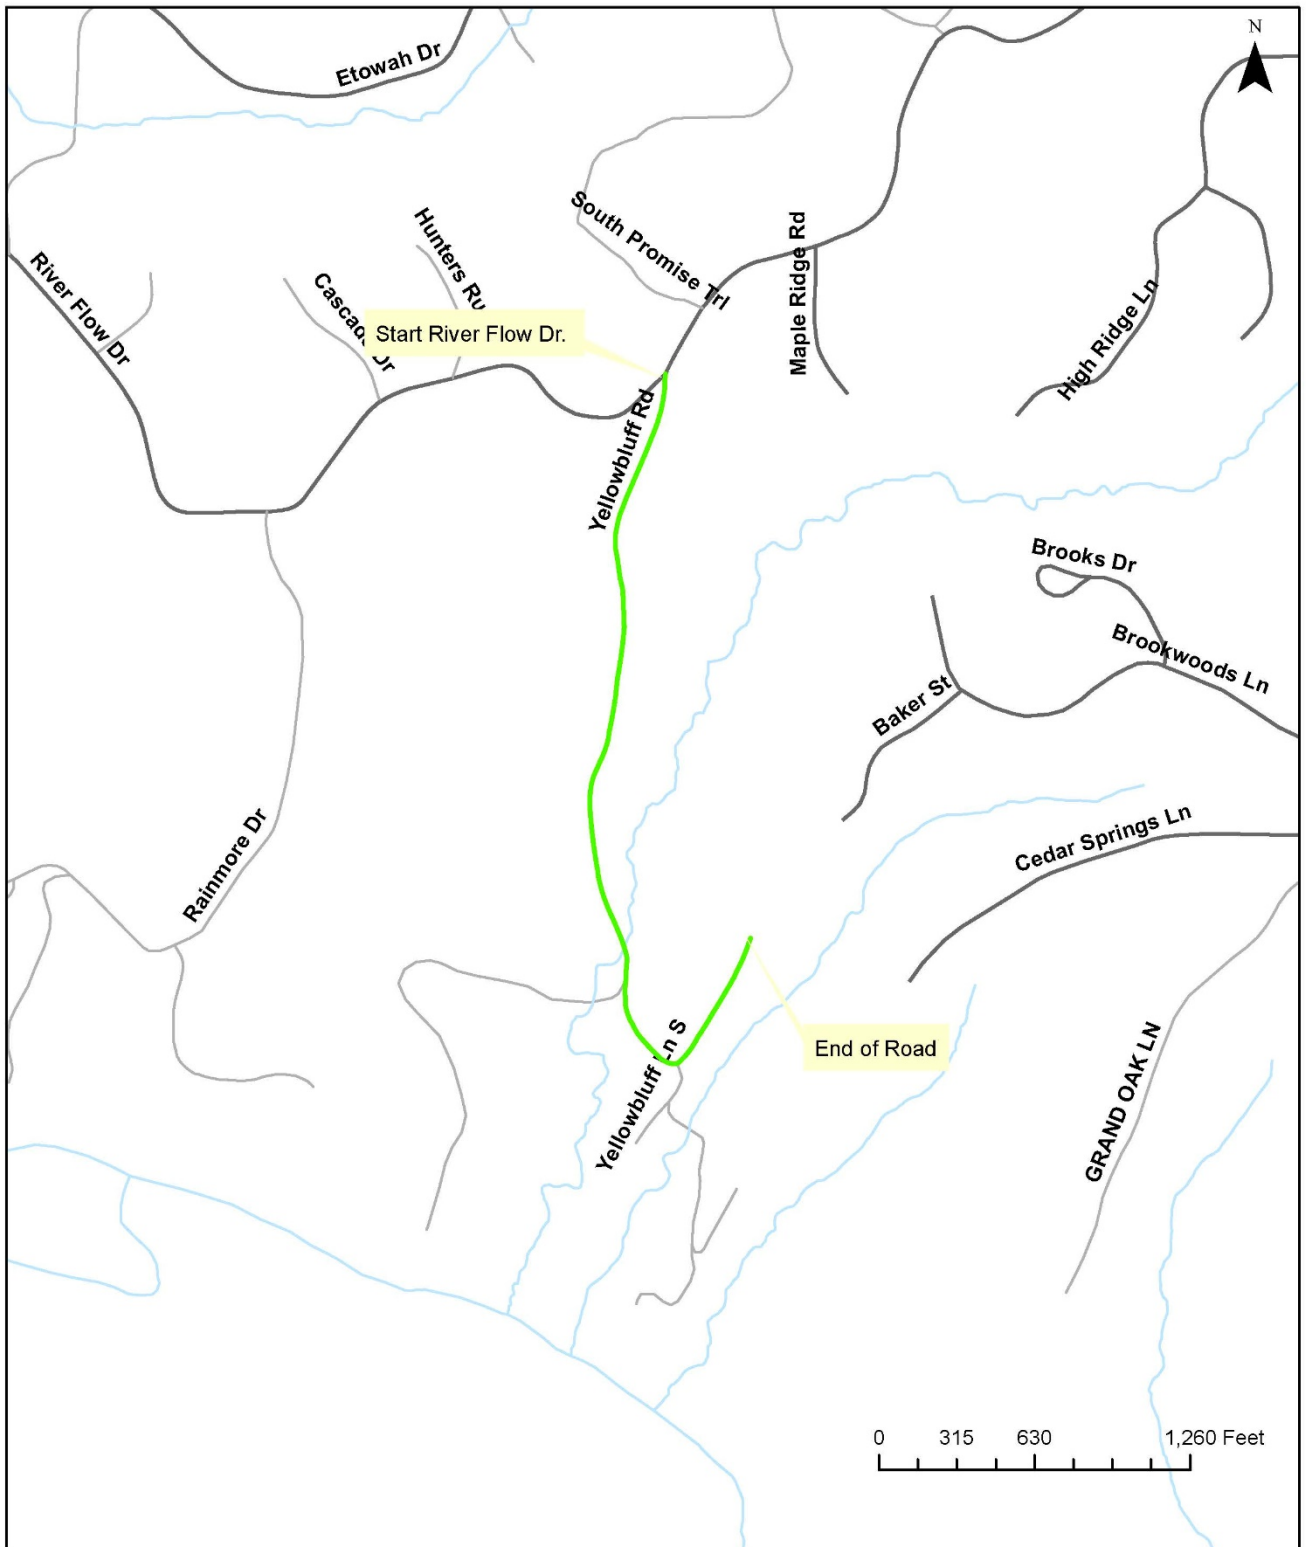 N
Etowah Dr
South Promise Trl
Hunters Ru
Maple Ridge Rd
River Flow Dr
Cascade Dr
High Ridge Ln
Start River Flow Dr.
Yellowbluff Rd
Brooks Dr
Brookwoods Ln
Baker St
Cedar Springs Ln
Rainmore Dr
End of Road
Yellowbluff Ln S
GRAND OAK LN
0 315 630 1,260 Feet